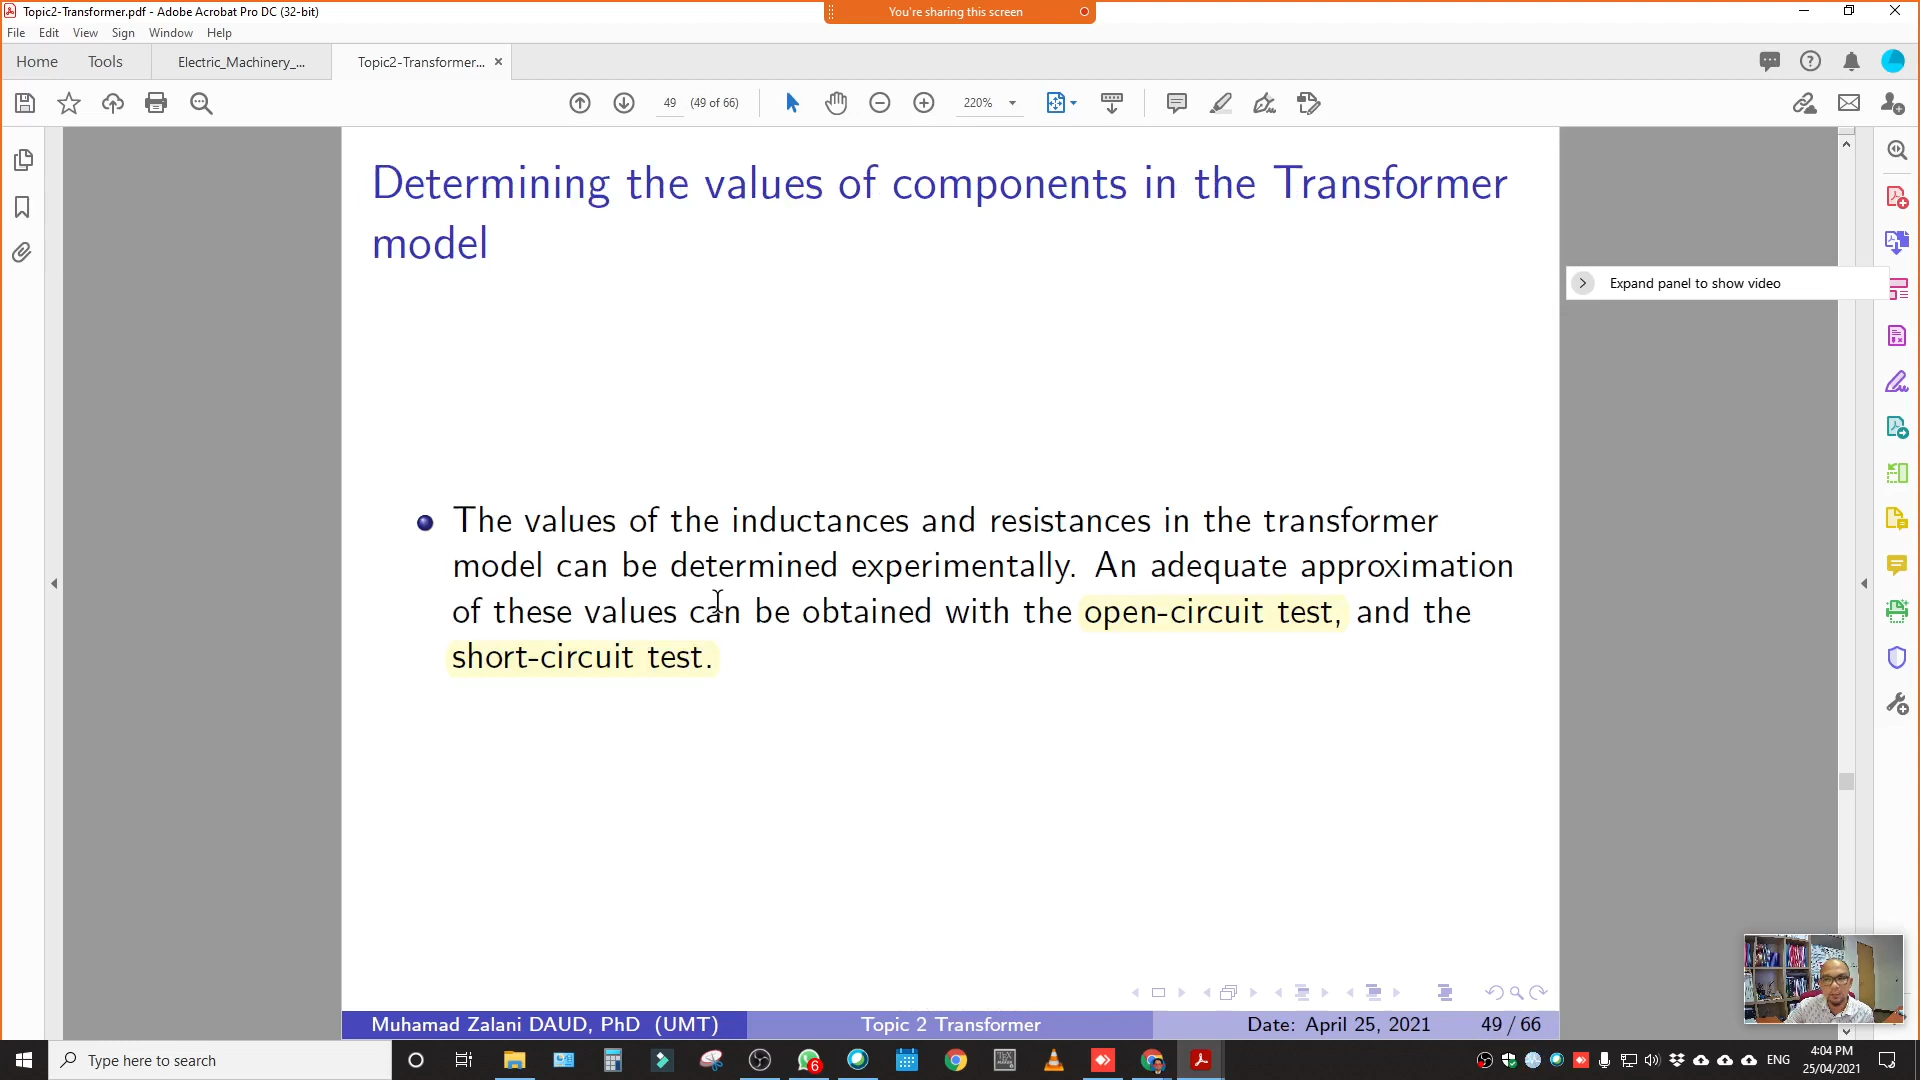 Topic2-Transformer.pdf - Adobe Acrobat Pro DC (32-bit)
You're sharing this screen
File Edit View Sign Window Help
Home Tools Electric_Machinery_... Topic2-Transformer...
49 (49 of 66) 220%
Determining the values of components in the Transformer
model
Expand panel to show video
The values of the inductances and resistances in the transformer
model can be determined experimentally. An adequate approximation
of these values can be obtained with the open-circuit test, and the
short-circuit test.
Muhamad Zalani DAUD, PhD (UMT) Topic 2 Transformer Date: April 25, 2021 49 / 66
Type here to search
6
ENG
4:04 PM
25/04/2021